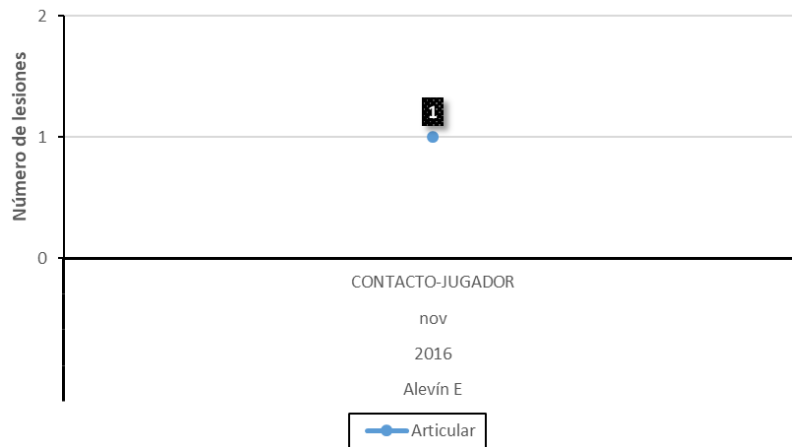 Número de lesiones
2
1
0
1
CONTACTO-JUGADOR
nov
2016
Alevín E
Articular